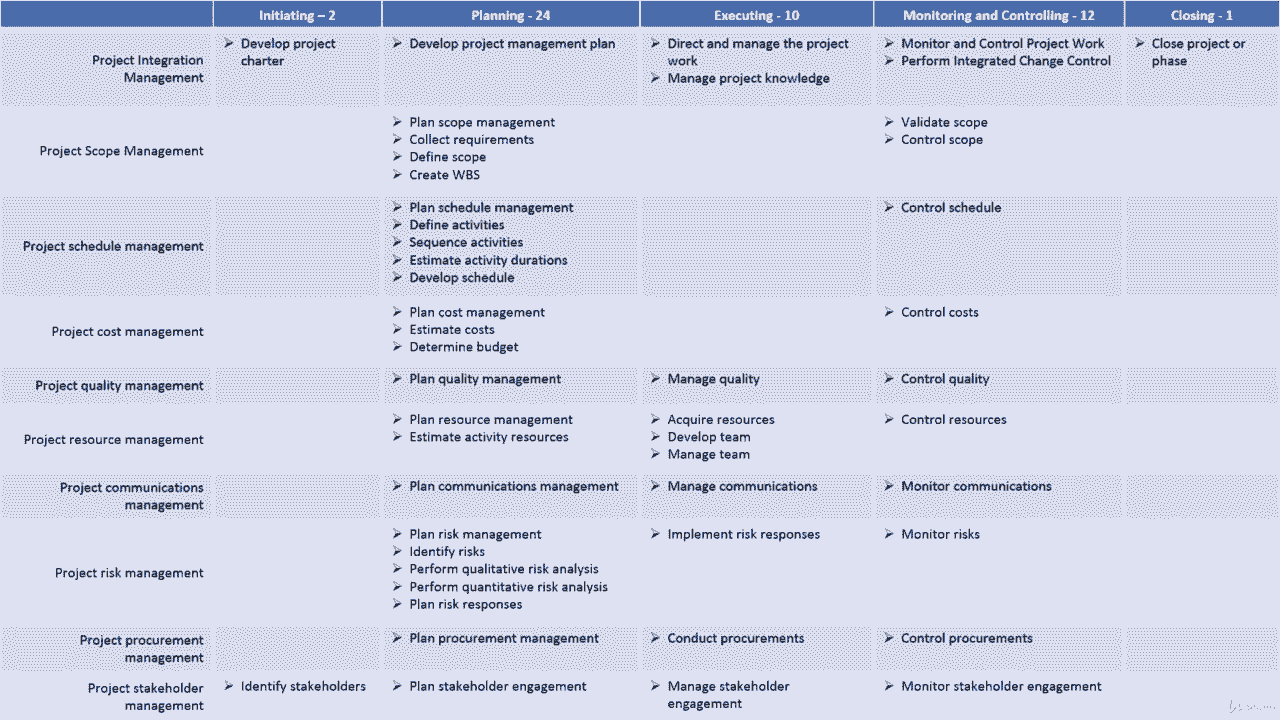 Initiating – 2 Planning - 24 Executing - 10 Monitoring and Controlling - 12 Closing - 1
Project Integration
Management
➢ Develop project
charter
➢ Develop project management plan
➢ Direct and manage the project
work
➢ Manage project knowledge
➢ Monitor and Control Project Work
➢ Perform Integrated Change Control
➢ Close project or
phase
Project Scope Management
➢ Plan scope management
➢ Collect requirements
➢ Define scope
➢ Create WBS
➢ Validate scope
➢ Control scope
Project schedule management
➢ Plan schedule management
➢ Define activities
➢ Sequence activities
➢ Estimate activity durations
➢ Develop schedule
➢ Control schedule
Project cost management
➢ Plan cost management
➢ Estimate costs
➢ Determine budget
➢ Control costs
Project quality management
➢ Plan quality management
➢ Manage quality
➢ Control quality
Project resource management
➢ Plan resource management
➢ Estimate activity resources
➢ Acquire resources
➢ Develop team
➢ Manage team
➢ Control resources
Project communications
management
➢ Plan communications management
➢ Manage communications
➢ Monitor communications
Project risk management
➢ Plan risk management
➢ Identify risks
➢ Perform qualitative risk analysis
➢ Perform quantitative risk analysis
➢ Plan risk responses
➢ Implement risk responses
➢ Monitor risks
Project procurement
management
➢ Plan procurement management
➢ Conduct procurements
➢ Control procurements
Project stakeholder
management
➢ Identify stakeholders
➢ Plan stakeholder engagement
➢ Manage stakeholder
engagement
➢ Monitor stakeholder engagement